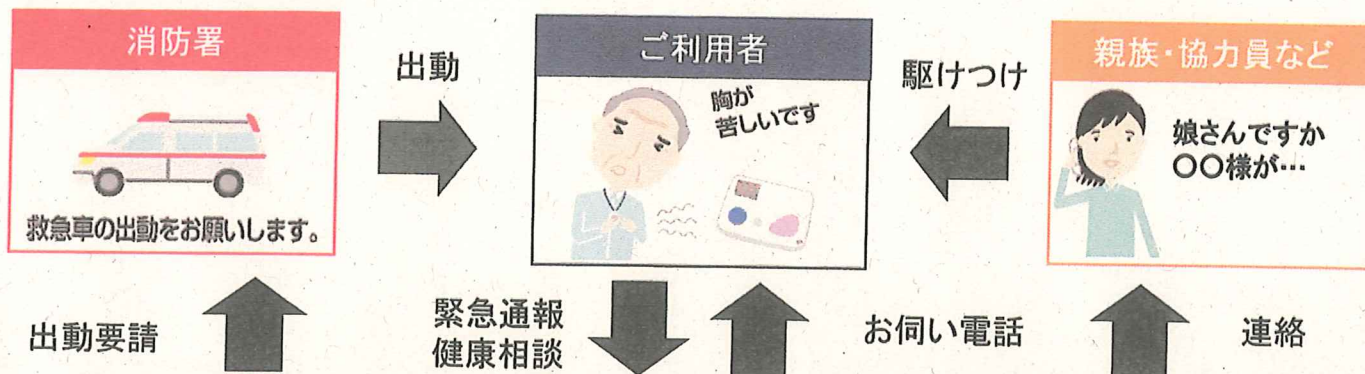 消防署
救急車の出動をお願いします。
出動
ご利用者
胸が
苦しいです
駆けつけ
親族・協力員など
娘さんですか
〇〇様が…
出動要請
緊急通報
健康相談
お伺い電話
連絡